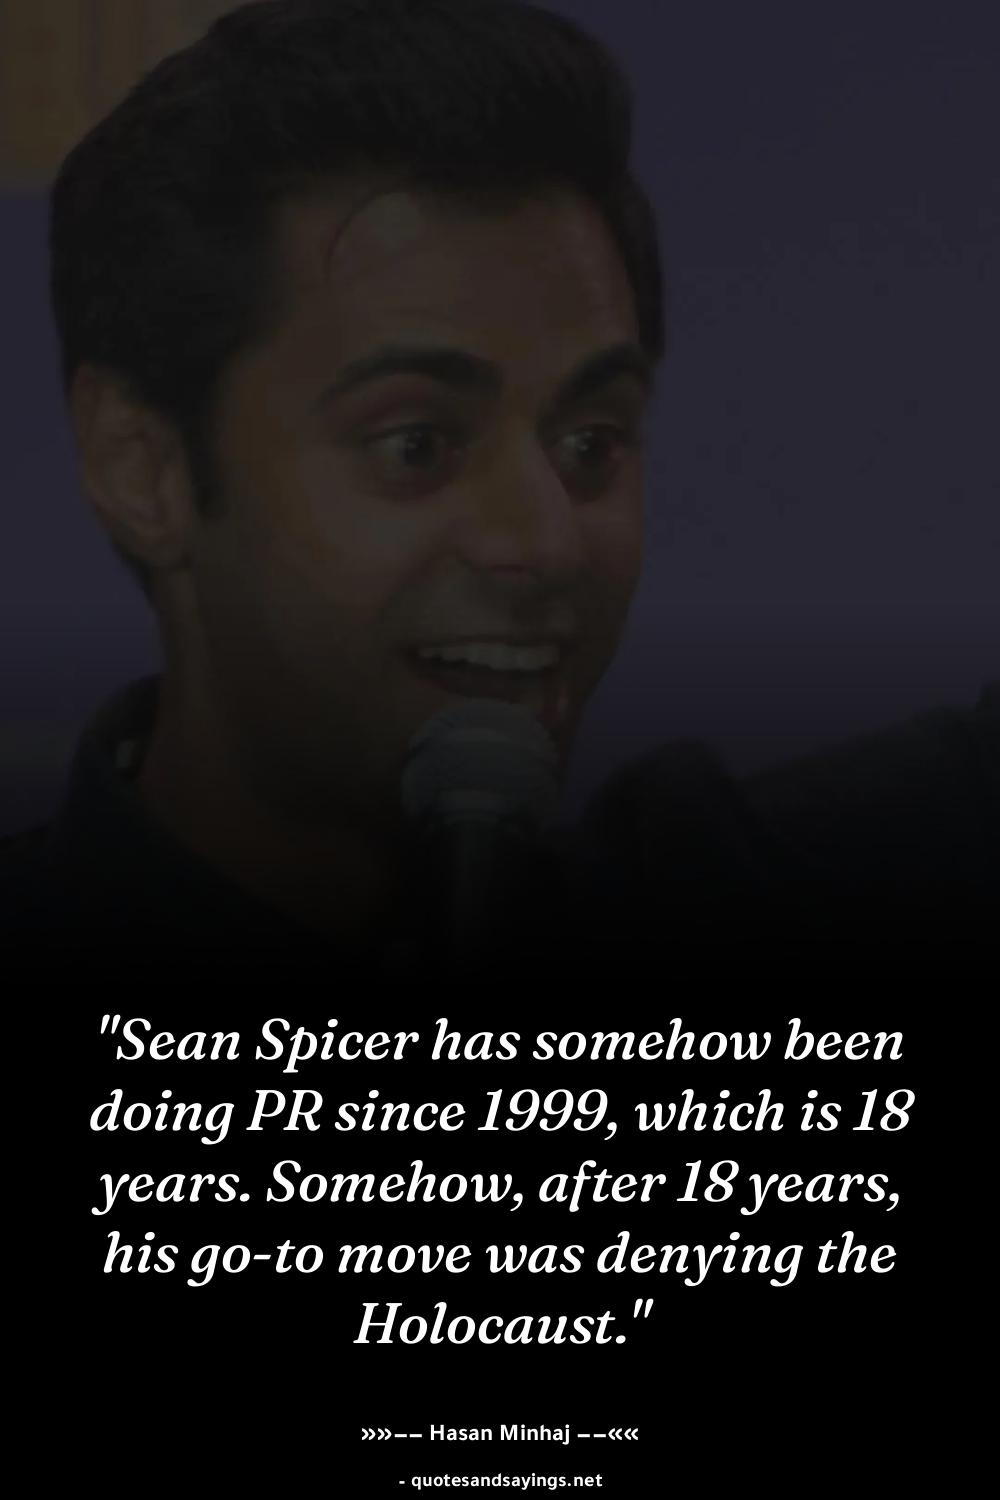 "Sean Spicer has somehow been
doing PR since 1999, which is 18
years. Somehow, after 18 years,
his go-to move was denying the
Holocaust."
»»–– Hasan Minhaj ––««
- quotesandsayings.net